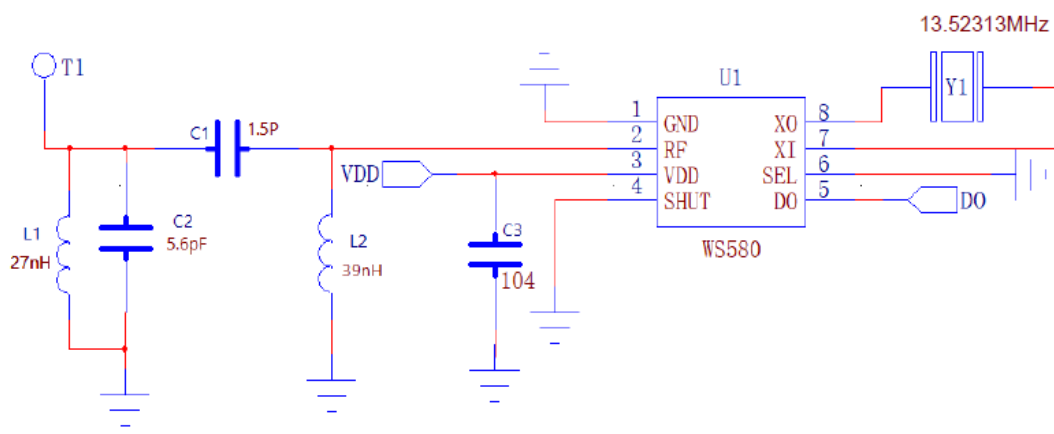 13.52313MHz
T1
U1
Y1
C1
1.5P
1
GND
XO
8
2
RF
XI
7
VDD
3
VDD
SEL
6
4
SHUT
DO
5
DO
L1
27nH
C2
5.6pF
L2
39nH
C3
104
WS580